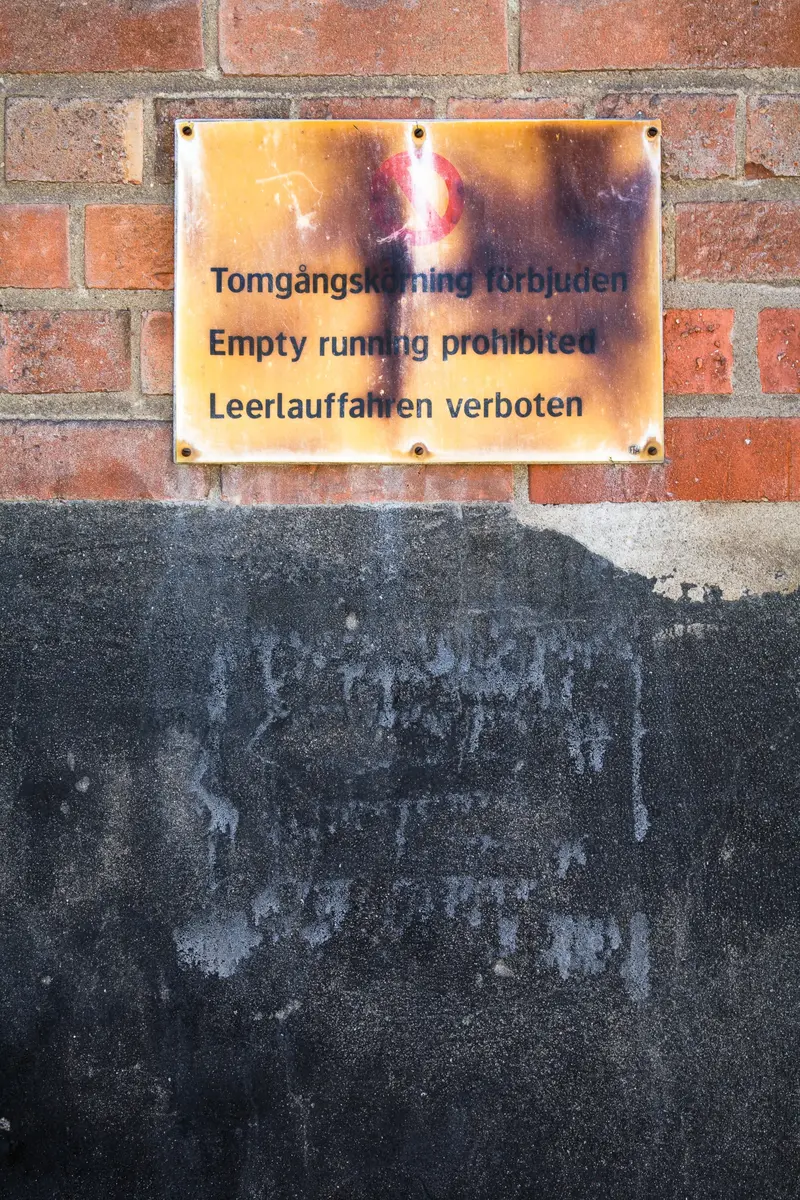 Tomgångskörning förbjuden
Empty running prohibited
Leerlauffahren verboten